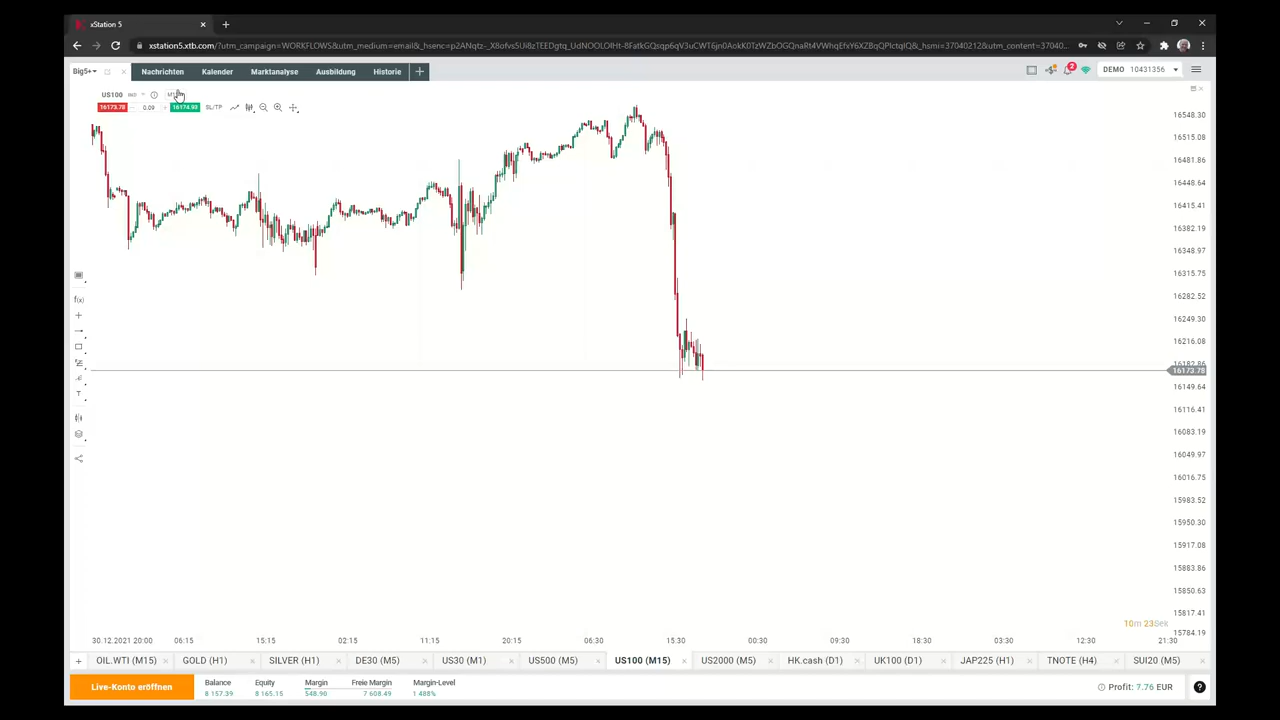 xStation 5
xstation5.xtb.com
Big5+
Nachrichten
Kalender
Marktanalyse
Ausbildung
Historie
2
DEMO 10431356
US100 IND
16173.78
0.09
16174.93
SL/TP
16548.30
16515.08
16481.86
16448.64
16415.41
16382.19
16348.97
16315.75
16282.52
16249.30
16216.08
16182.86
16173.78
16149.64
16116.41
16083.19
16049.97
16016.75
15983.52
15950.30
15917.08
15883.86
15850.63
15817.41
15784.19
f(x)
T
10m 23Sek
30.12.2021 20:00 06:15 15:15 02:15 11:15 20:15 06:30 15:30 00:30 09:30 03:30 12:30 21:30
OIL.WTI (M15) GOLD (H1) SILVER (H1) DE30 (M5) US30 (M1) US500 (M5) US100 (M15) US2000 (M5) HK.cash (D1) UK100 (D1) JAP225 (H1) TNOTE (H4) SUI20 (M5)
Live-Konto eröffnen
Balance Equity Margin Freie Margin Margin-Level
8 157.39 8 165.15 548.90 7 608.49 1 488%
Profit: 7.76 EUR
?